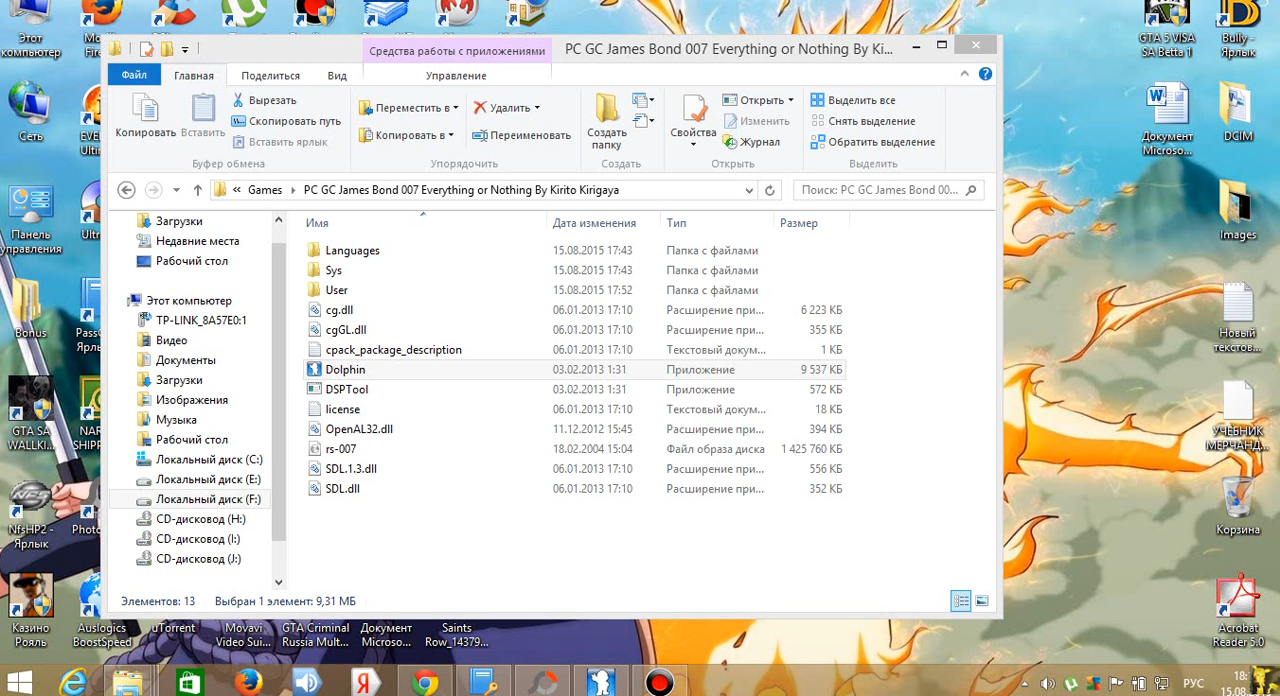 Этот
компьютер
GTA 5 VISA
SA Betta 1
Bully -
Ярлык
Средства работы с приложениями
PC GC James Bond 007 Everything or Nothing By Ki...
Файл
Главная
Поделиться
Вид
Управление
Копировать
Вставить
Вырезать
Скопировать путь
Вставить ярлык
Буфер обмена
Переместить в
Копировать в
Удалить
Переименовать
Упорядочить
Создать
папку
Создать
Свойства
Открыть
Изменить
Журнал
Открыть
Выделить все
Снять выделение
Обратить выделение
Выделить
Games
PC GC James Bond 007 Everything or Nothing By Kirito Kirigaya
Поиск: PC GC James Bond 00...
Имя
Дата изменения
Тип
Размер
Languages 15.08.2015 17:43 Папка с файлами
Sys 15.08.2015 17:43 Папка с файлами
User 15.08.2015 17:52 Папка с файлами
cg.dll 06.01.2013 17:10 Расширение при... 6 223 КБ
cgGL.dll 06.01.2013 17:10 Расширение при... 355 КБ
cpack_package_description 06.01.2013 17:10 Текстовый докум... 1 КБ
Dolphin 03.02.2013 1:31 Приложение 9 537 КБ
DSPTool 03.02.2013 1:31 Приложение 572 КБ
license 06.01.2013 17:10 Текстовый докум... 18 КБ
OpenAL32.dll 11.12.2012 15:45 Расширение при... 394 КБ
rs-007 18.02.2004 15:04 Файл образа диска 1 425 760 КБ
SDL.1.3.dll 06.01.2013 17:10 Расширение при... 556 КБ
SDL.dll 06.01.2013 17:10 Расширение при... 352 КБ
Загрузки
Недавние места
Рабочий стол
Этот компьютер
TP-LINK_8A57E0:1
Видео
Документы
Загрузки
Изображения
Музыка
Рабочий стол
Локальный диск (C:)
Локальный диск (E:)
Локальный диск (F:)
CD-дисковод (H:)
CD-дисковод (I:)
CD-дисковод (J:)
Элементов: 13
Выбран 1 элемент: 9,31 МБ
Сеть
Панель
управления
Bonus
GTA SA
WALLKI...
NfsHP2 -
Ярлык
Казино
Рояль
Auslogics
BoostSpeed
uTorrent
Movavi
Video Sui...
GTA Criminal
Russia Mult...
Документ
Microso...
Saints
Row_14379...
Документ
Microso...
DCIM
Images
Новый
текстов...
УЧЕБНИК
МЕРЧАНД...
Корзина
Acrobat
Reader 5.0
РУС